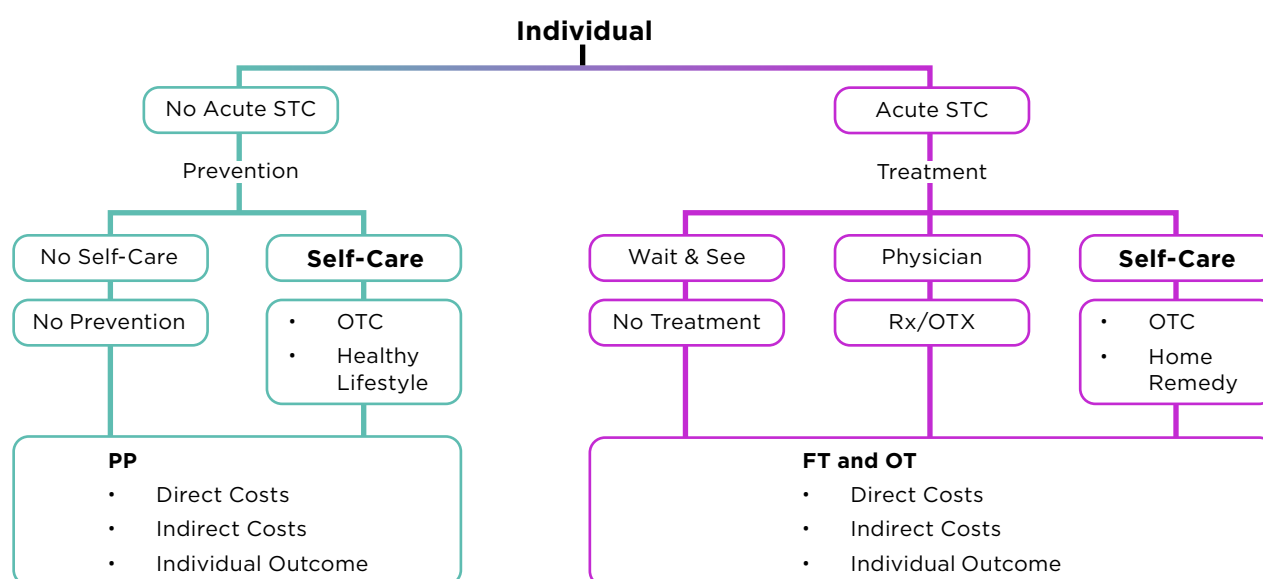 Individual
No Acute STC
Acute STC
Prevention
Treatment
No Self-Care
Self-Care
Wait & See
Physician
Self-Care
No Prevention
• OTC
• Healthy
Lifestyle
No Treatment
Rx/OTX
• OTC
• Home
Remedy
PP
• Direct Costs
• Indirect Costs
• Individual Outcome
FT and OT
• Direct Costs
• Indirect Costs
• Individual Outcome